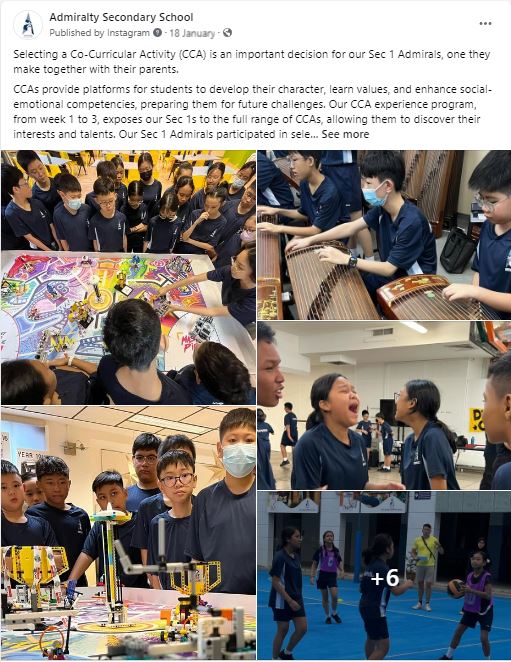 Admiralty Secondary School
Published by Instagram · 18 January ·
Selecting a Co-Curricular Activity (CCA) is an important decision for our Sec 1 Admirals, one they
make together with their parents.
CCAs provide platforms for students to develop their character, learn values, and enhance social-
emotional competencies, preparing them for future challenges. Our CCA experience program,
from week 1 to 3, exposes our Sec 1s to the full range of CCAs, allowing them to discover their
interests and talents. Our Sec 1 Admirals participated in sele... See more
YEAR
+6